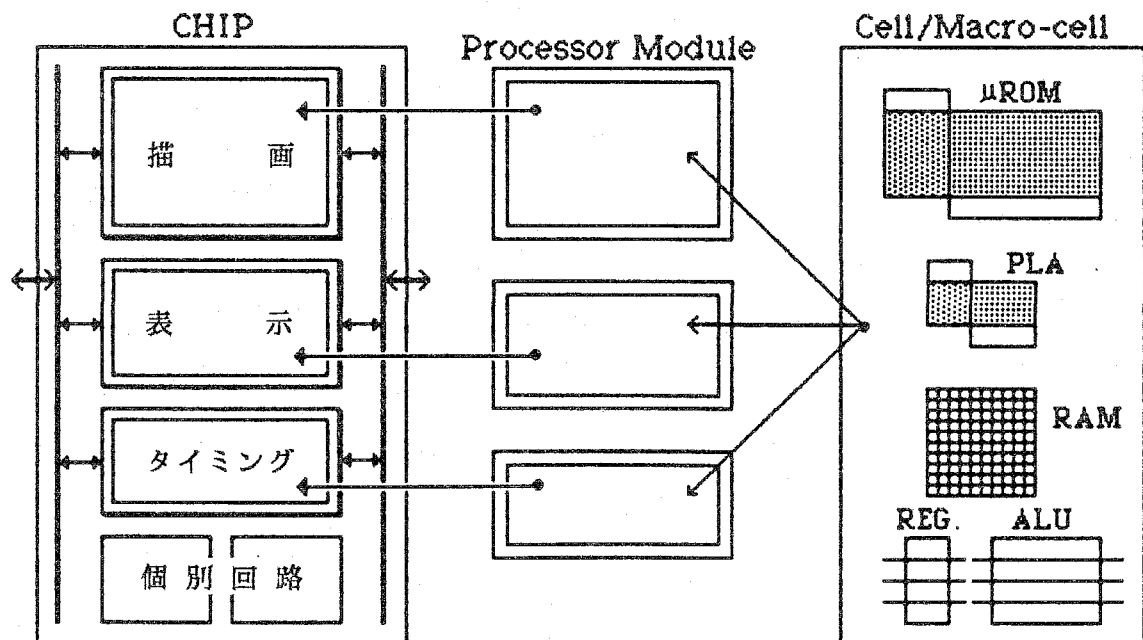 CHIP
描画
表示
タイミング
個別回路
Processor Module
Cell/Macro-cell
μROM
PLA
RAM
REG.
ALU